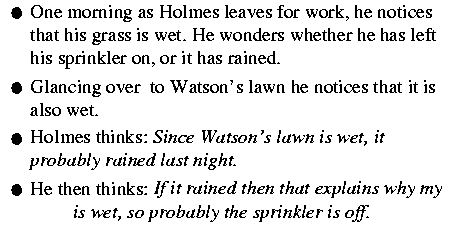 ● One morning as Holmes leaves for work, he notices
that his grass is wet. He wonders whether he has left
his sprinkler on, or it has rained.
● Glancing over to Watson's lawn he notices that it is
also wet.
● Holmes thinks: Since Watson's lawn is wet, it
probably rained last night.
● He then thinks: If it rained then that explains why my
is wet, so probably the sprinkler is off.